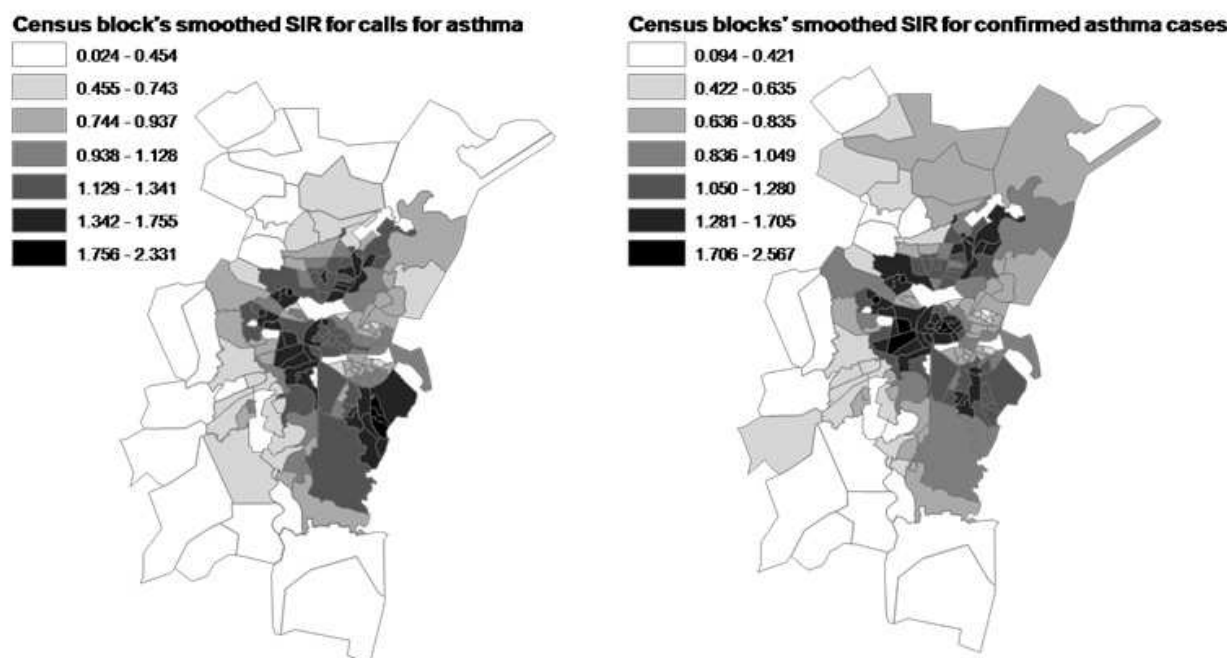 Census block's smoothed SIR for calls for asthma
0.024 - 0.454
0.455 - 0.743
0.744 - 0.937
0.938 - 1.128
1.129 - 1.341
1.342 - 1.755
1.756 - 2.331
Census blocks' smoothed SIR for confirmed asthma cases
0.094 - 0.421
0.422 - 0.635
0.636 - 0.835
0.836 - 1.049
1.050 - 1.280
1.281 - 1.705
1.706 - 2.567